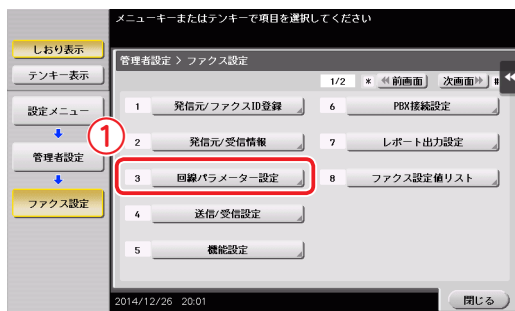 メニューキーまたはテンキーで項目を選択してください
しおり表示
テンキー表示
設定メニュー
管理者設定
ファクス設定
管理者設定 > ファクス設定
1/2 * 前画面 次画面 #
1 発信元/ファクスID登録
2 発信元/受信情報
① 3 回線パラメーター設定
4 送信/受信設定
5 機能設定
6 PBX接続設定
7 レポート出力設定
8 ファクス設定値リスト
2014/12/26 20:01
閉じる